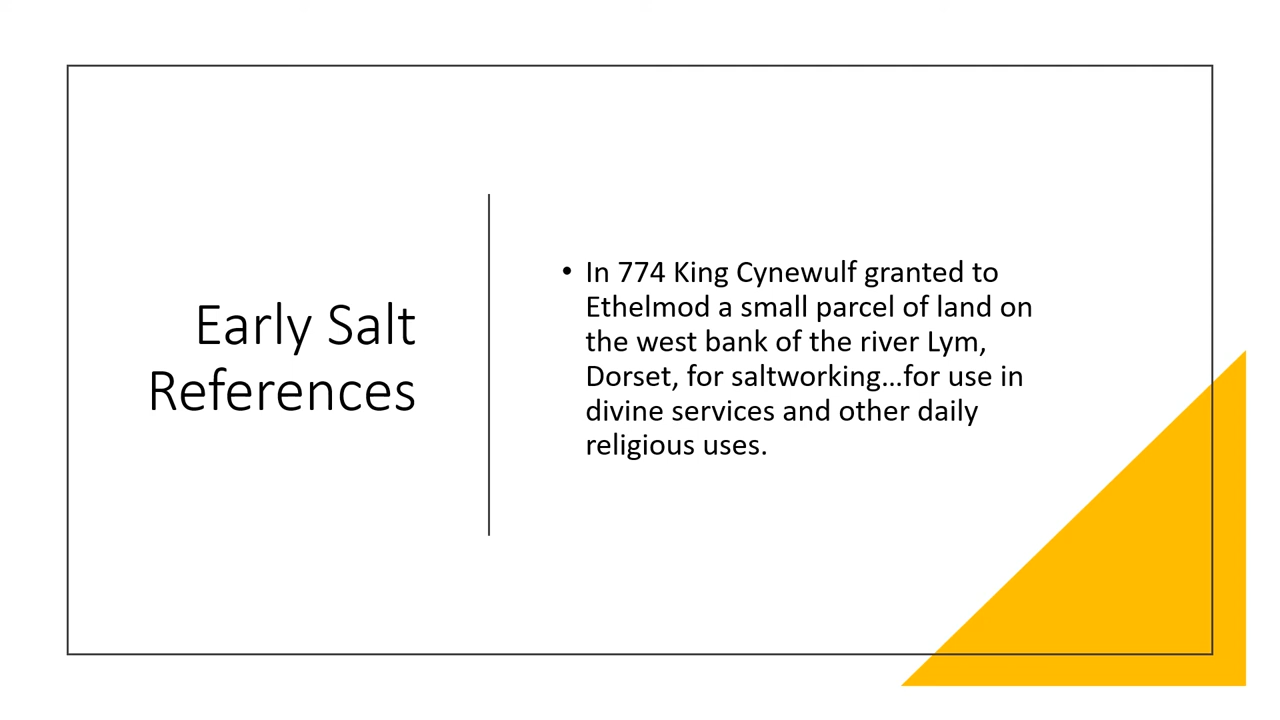 Early Salt
References
• In 774 King Cynewulf granted to
Ethelmod a small parcel of land on
the west bank of the river Lym,
Dorset, for saltworking...for use in
divine services and other daily
religious uses.